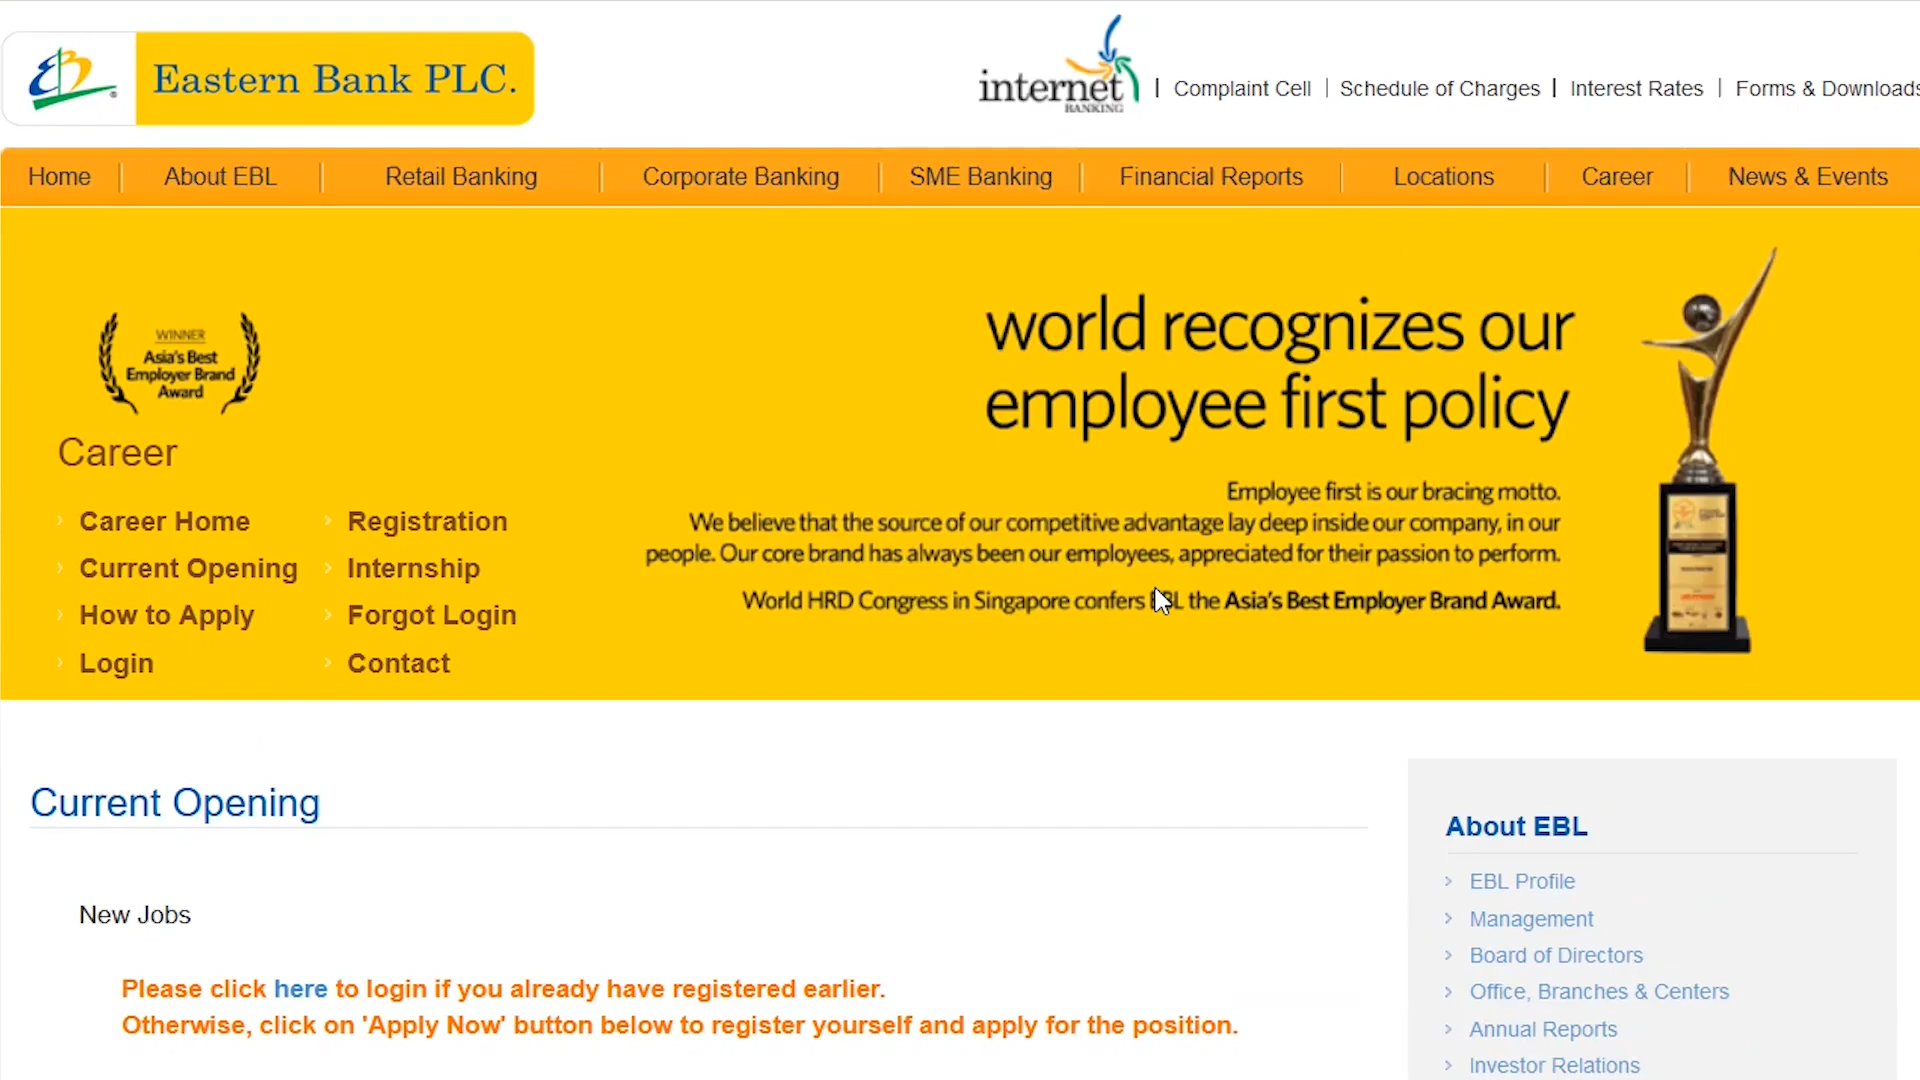 Eastern Bank PLC.
internet
BANKING
Complaint Cell | Schedule of Charges | Interest Rates | Forms & Downloads
Home
About EBL
Retail Banking
Corporate Banking
SME Banking
Financial Reports
Locations
Career
News & Events
WINNER
Asia's Best
Employer Brand
Award
world recognizes our
employee first policy
Employee first is our bracing motto.
We believe that the source of our competitive advantage lay deep inside our company, in our
people. Our core brand has always been our employees, appreciated for their passion to perform.
World HRD Congress in Singapore confers EBL the Asia's Best Employer Brand Award.
Career
Career Home
Registration
Current Opening
Internship
How to Apply
Forgot Login
Login
Contact
Current Opening
New Jobs
Please click here to login if you already have registered earlier.
Otherwise, click on 'Apply Now' button below to register yourself and apply for the position.
About EBL
EBL Profile
Management
Board of Directors
Office, Branches & Centers
Annual Reports
Investor Relations